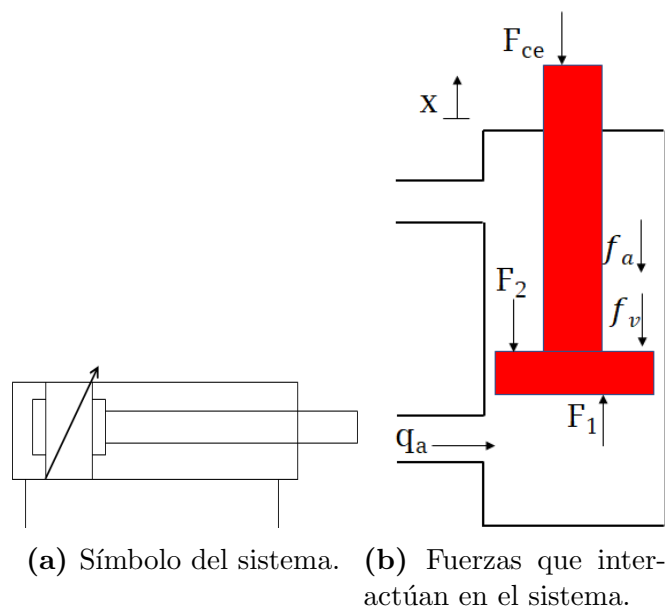 F_ce
x
f_a
F_2
f_v
F_1
q_a
(a) Símbolo del sistema.
(b) Fuerzas que inter-
actúan en el sistema.